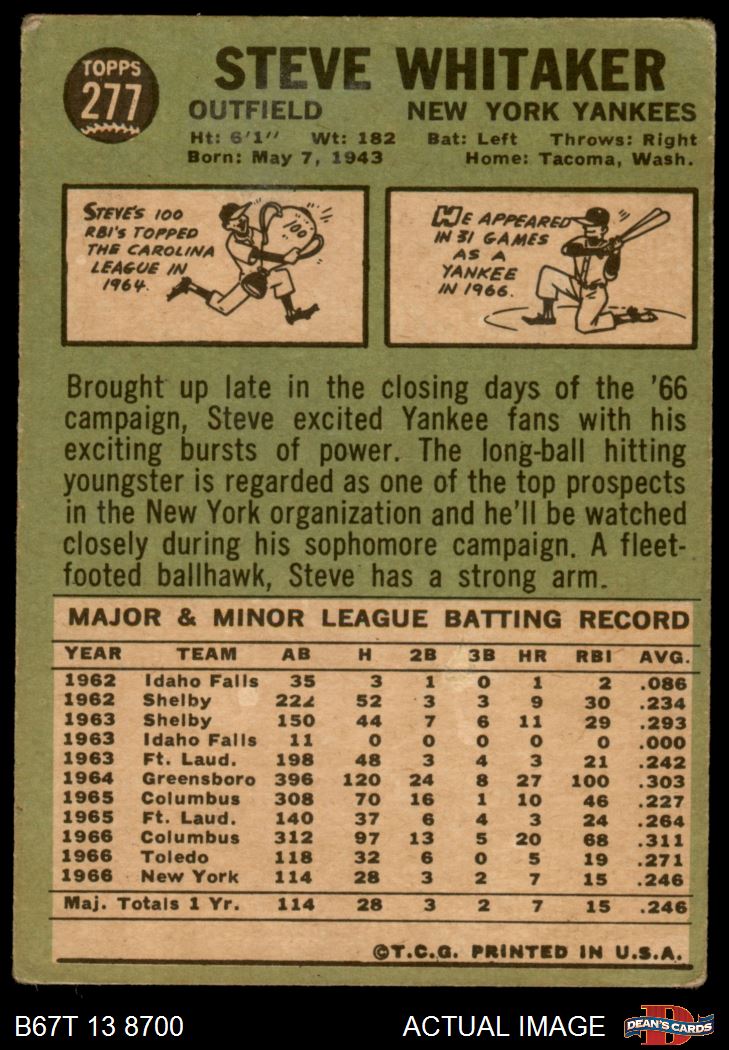 TOPPS
277
STEVE WHITAKER
OUTFIELD NEW YORK YANKEES
Ht: 6'1" Wt: 182 Bat: Left Throws: Right
Born: May 7, 1943 Home: Tacoma, Wash.
STEVE'S 100
RBI'S TOPPED
THE CAROLINA
LEAGUE IN
1964.
100
HE APPEARED
IN 31 GAMES
AS A
YANKEE
IN 1966.
Brought up late in the closing days of the '66
campaign, Steve excited Yankee fans with his
exciting bursts of power. The long-ball hitting
youngster is regarded as one of the top prospects
in the New York organization and he'll be watched
closely during his sophomore campaign. A fleet-
footed ballhawk, Steve has a strong arm.
MAJOR & MINOR LEAGUE BATTING RECORD
YEAR TEAM AB H 2B 3B HR RBI AVG.
1962 Idaho Falls 35 3 1 0 1 2 .086
1962 Shelby 222 52 3 3 9 30 .234
1963 Shelby 150 44 7 6 11 29 .293
1963 Idaho Falls 11 0 0 0 0 0 .000
1963 Ft. Laud. 198 48 3 4 3 21 .242
1964 Greensboro 396 120 24 8 27 100 .303
1965 Columbus 308 70 16 1 10 46 .227
1965 Ft. Laud. 140 37 6 4 3 24 .264
1966 Columbus 312 97 13 5 20 68 .311
1966 Toledo 118 32 6 0 5 19 .271
1966 New York 114 28 3 2 7 15 .246
Maj. Totals 1 Yr. 114 28 3 2 7 15 .246
©T.C.G. PRINTED IN U.S.A.
B67T 13 8700 ACTUAL IMAGE
D
DEAN'S CARDS